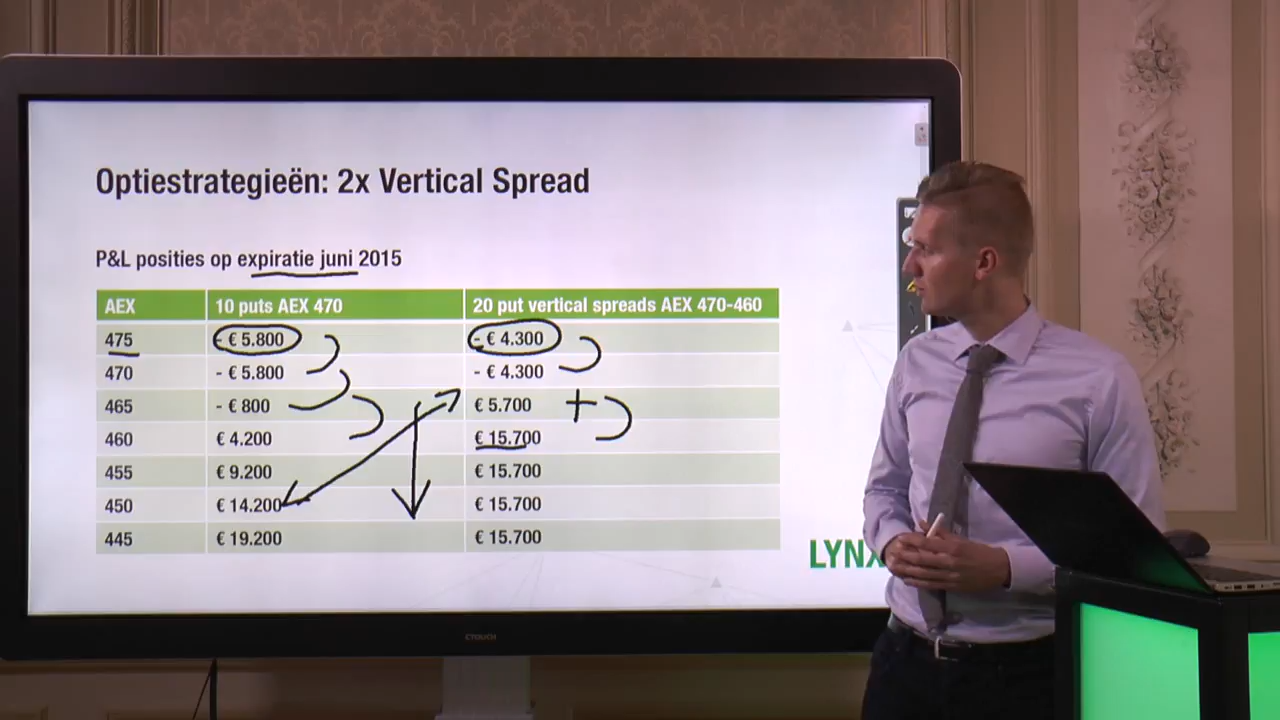 Optiestrategieën: 2x Vertical Spread
P&L posities op expiratie juni 2015
AEX 10 puts AEX 470 20 put vertical spreads AEX 470-460
475 - € 5.800 - € 4.300
470 - € 5.800 - € 4.300
465 - € 800 € 5.700 +
460 € 4.200 € 15.700
455 € 9.200 € 15.700
450 € 14.200 € 15.700
445 € 19.200 € 15.700
LYNX
CTOUCH